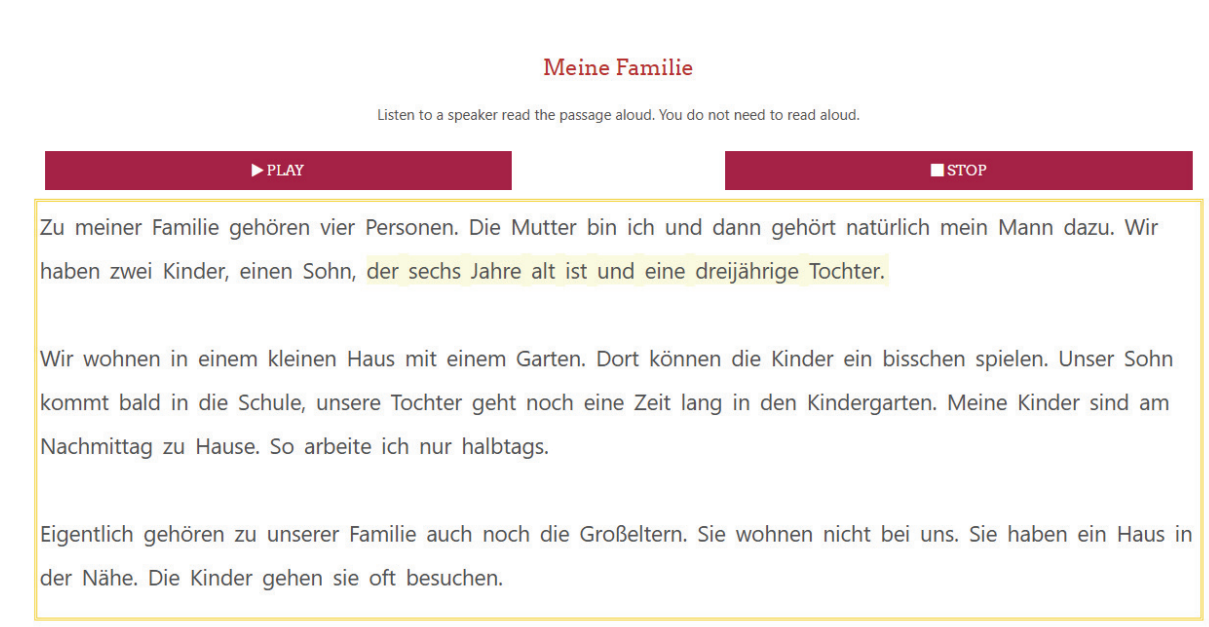 Meine Familie
Listen to a speaker read the passage aloud. You do not need to read aloud.
PLAY
STOP
Zu meiner Familie gehören vier Personen. Die Mutter bin ich und dann gehört natürlich mein Mann dazu. Wir
haben zwei Kinder, einen Sohn, der sechs Jahre alt ist und eine dreijährige Tochter.
Wir wohnen in einem kleinen Haus mit einem Garten. Dort können die Kinder ein bisschen spielen. Unser Sohn
kommt bald in die Schule, unsere Tochter geht noch eine Zeit lang in den Kindergarten. Meine Kinder sind am
Nachmittag zu Hause. So arbeite ich nur halbtags.
Eigentlich gehören zu unserer Familie auch noch die Großeltern. Sie wohnen nicht bei uns. Sie haben ein Haus in
der Nähe. Die Kinder gehen sie oft besuchen.